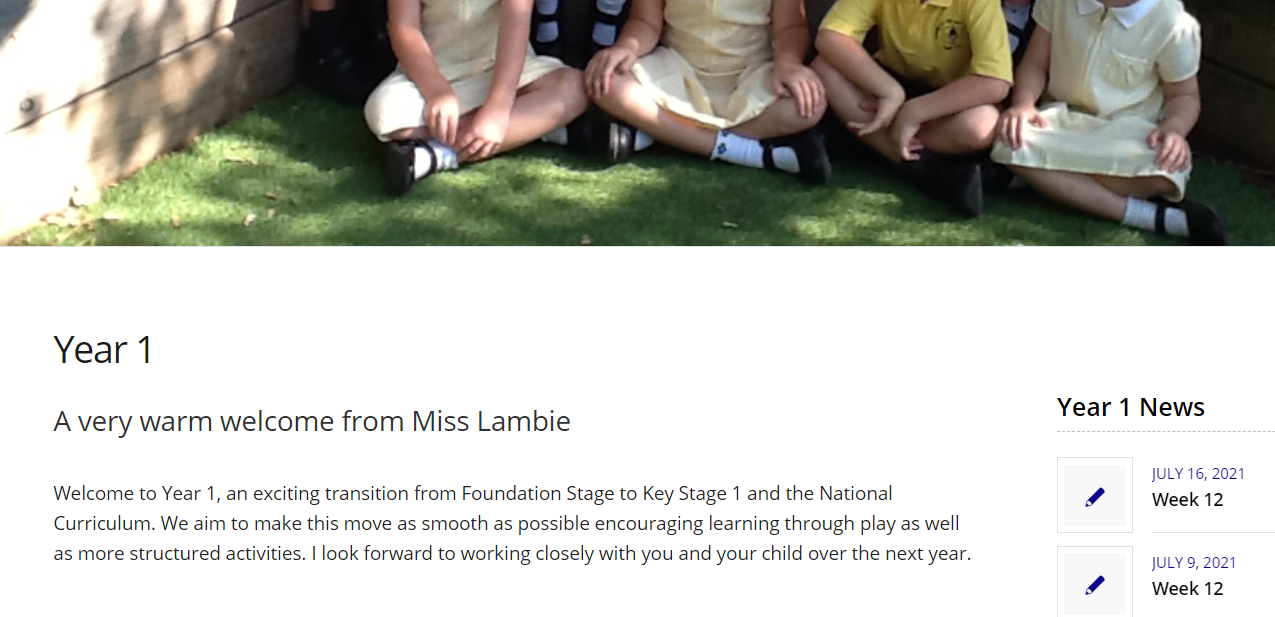 Year 1
A very warm welcome from Miss Lambie
Welcome to Year 1, an exciting transition from Foundation Stage to Key Stage 1 and the National
Curriculum. We aim to make this move as smooth as possible encouraging learning through play as well
as more structured activities. I look forward to working closely with you and your child over the next year.
Year 1 News
JULY 16, 2021
Week 12
JULY 9, 2021
Week 12